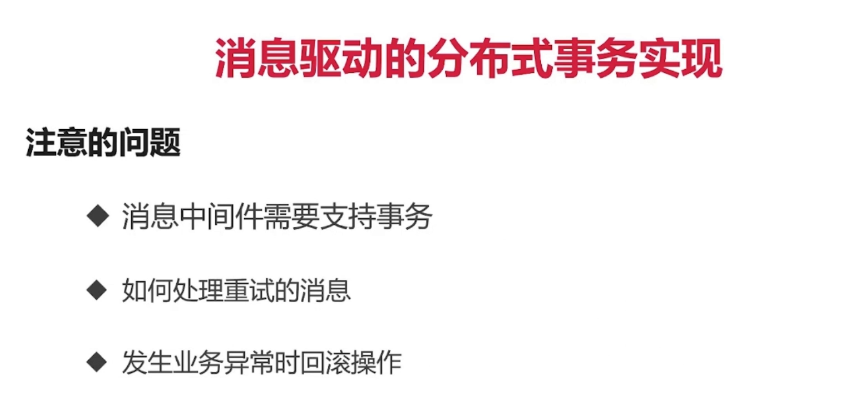 消息驱动的分布式事务实现
注意的问题
◆ 消息中间件需要支持事务
◆ 如何处理重试的消息
◆ 发生业务异常时回滚操作